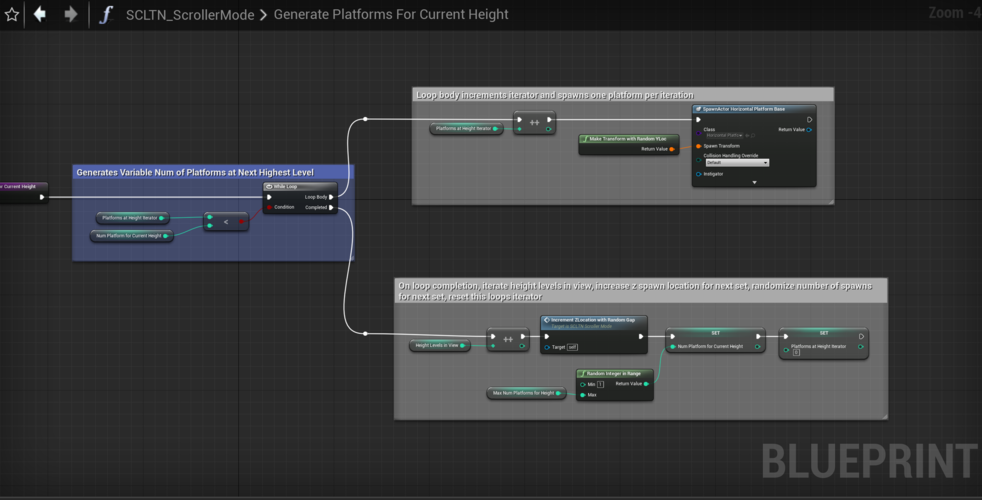 SCLTN_ScrollerMode > Generate Platforms For Current Height
Zoom -4
Loop body increments iterator and spawns one platform per iteration
Platforms at Height Iterator
++
Make Transform with Random YLoc
Return Value
SpawnActor Horizontal Platform Base
Class
Return Value
Horizontal Platfo
Spawn Transform
Collision Handling Override
Default
Instigator
Generates Variable Num of Platforms at Next Highest Level
Current Height
While Loop
Loop Body
Condition
Completed
Platforms at Height Iterator
<
Num Platform for Current Height
On loop completion, iterate height levels in view, increase z spawn location for next set, randomize number of spawns
for next set, reset this loops iterator
Height Levels in View
++
Increment ZLocation with Random Gap
Target is SCLTN Scroller Mode
Target self
SET
Num Platform for Current Height
SET
Platforms at Height Iterator
0
Max Num Platforms for Height
Random Integer in Range
Min 1
Return Value
Max
BLUEPRINT